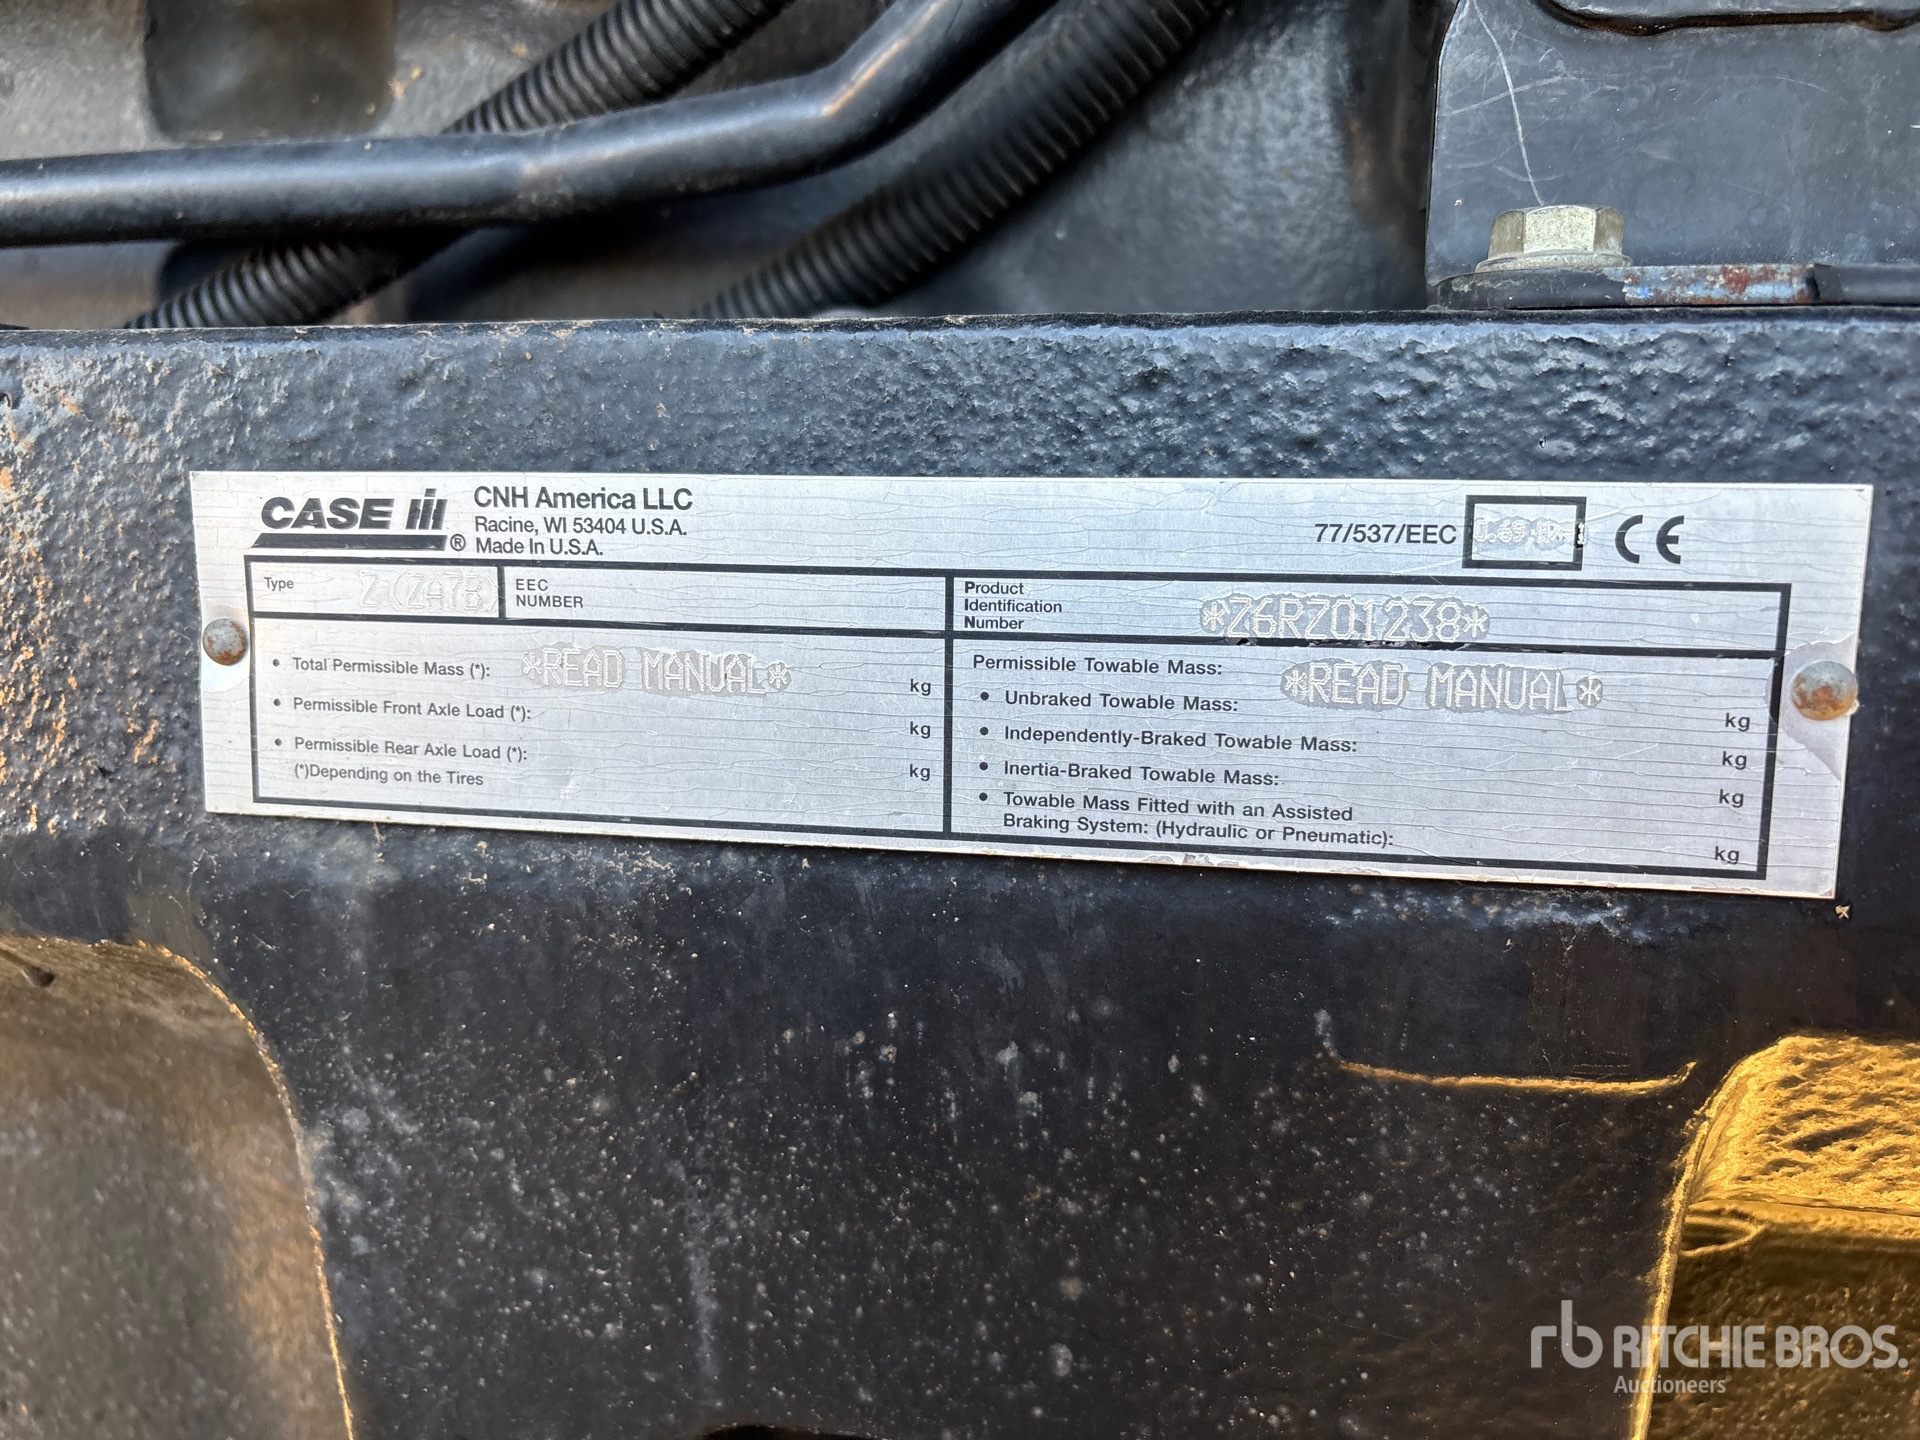 CASE IH ®
CNH America LLC
Racine, WI 53404 U.S.A.
Made In U.S.A.
77/537/EEC
CE
Type Z (ZA7B)
EEC
NUMBER
Product
Identification
Number
*Z6RZ01238*
• Total Permissible Mass (*): *READ MANUAL* kg
• Permissible Front Axle Load (*): kg
• Permissible Rear Axle Load (*): kg
(*)Depending on the Tires
Permissible Towable Mass: *READ MANUAL*
• Unbraked Towable Mass: kg
• Independently-Braked Towable Mass: kg
• Inertia-Braked Towable Mass: kg
• Towable Mass Fitted with an Assisted
Braking System: (Hydraulic or Pneumatic): kg
rb RITCHIE BROS.
Auctioneers